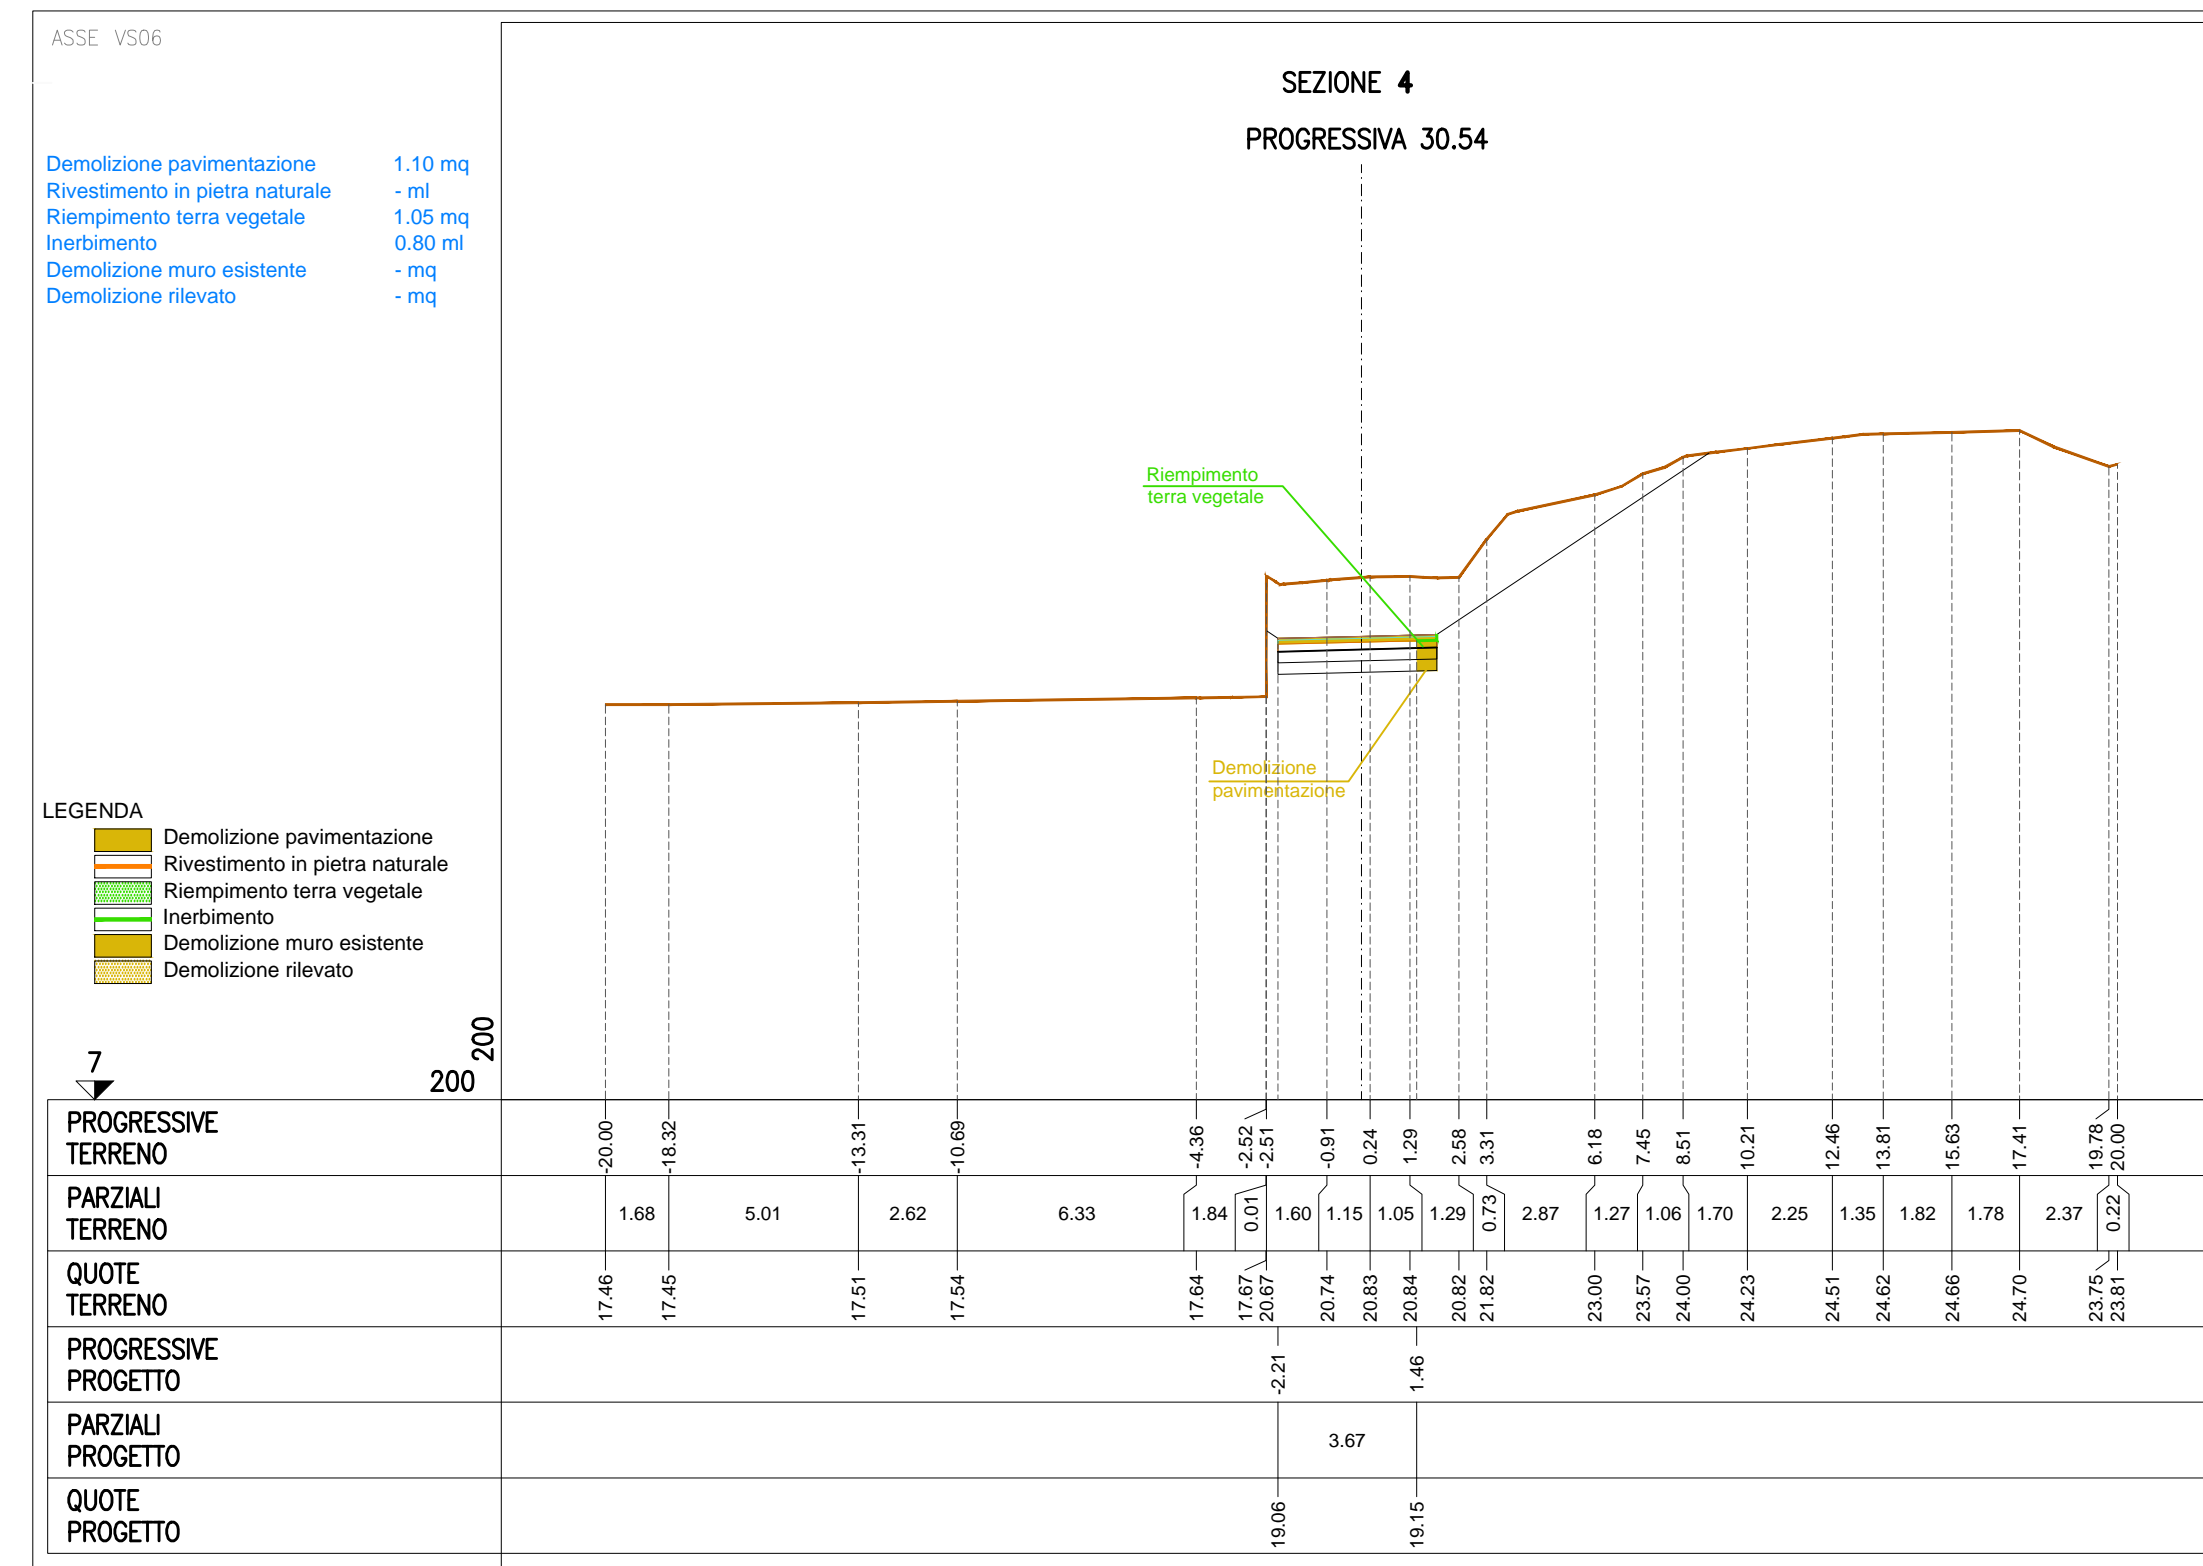 ASSE VS06
SEZIONE 4
PROGRESSIVA 30.54
Demolizione pavimentazione 1.10 mq
Rivestimento in pietra naturale - ml
Riempimento terra vegetale 1.05 mq
Inerbimento 0.80 ml
Demolizione muro esistente - mq
Demolizione rilevato - mq
Riempimento
terra vegetale
Demolizione
pavimentazione
LEGENDA
Demolizione pavimentazione
Rivestimento in pietra naturale
Riempimento terra vegetale
Inerbimento
Demolizione muro esistente
Demolizione rilevato
7
200
200
PROGRESSIVE
TERRENO
-20.00 -18.32 -13.31 -10.69 -4.36 -2.52 -2.51 -0.91 0.24 1.29 2.58 3.31 6.18 7.45 8.51 10.21 12.46 13.81 15.63 17.41 19.78 20.00
PARZIALI
TERRENO
1.68 5.01 2.62 6.33 1.84 0.01 1.60 1.15 1.05 1.29 0.73 2.87 1.27 1.06 1.70 2.25 1.35 1.82 1.78 2.37 0.22
QUOTE
TERRENO
17.46 17.45 17.51 17.54 17.64 17.67 20.67 20.74 20.83 20.84 20.82 21.82 23.00 23.57 24.00 24.23 24.51 24.62 24.66 24.70 23.75 23.81
PROGRESSIVE
PROGETTO
-2.21 1.46
PARZIALI
PROGETTO
3.67
QUOTE
PROGETTO
19.06 19.15